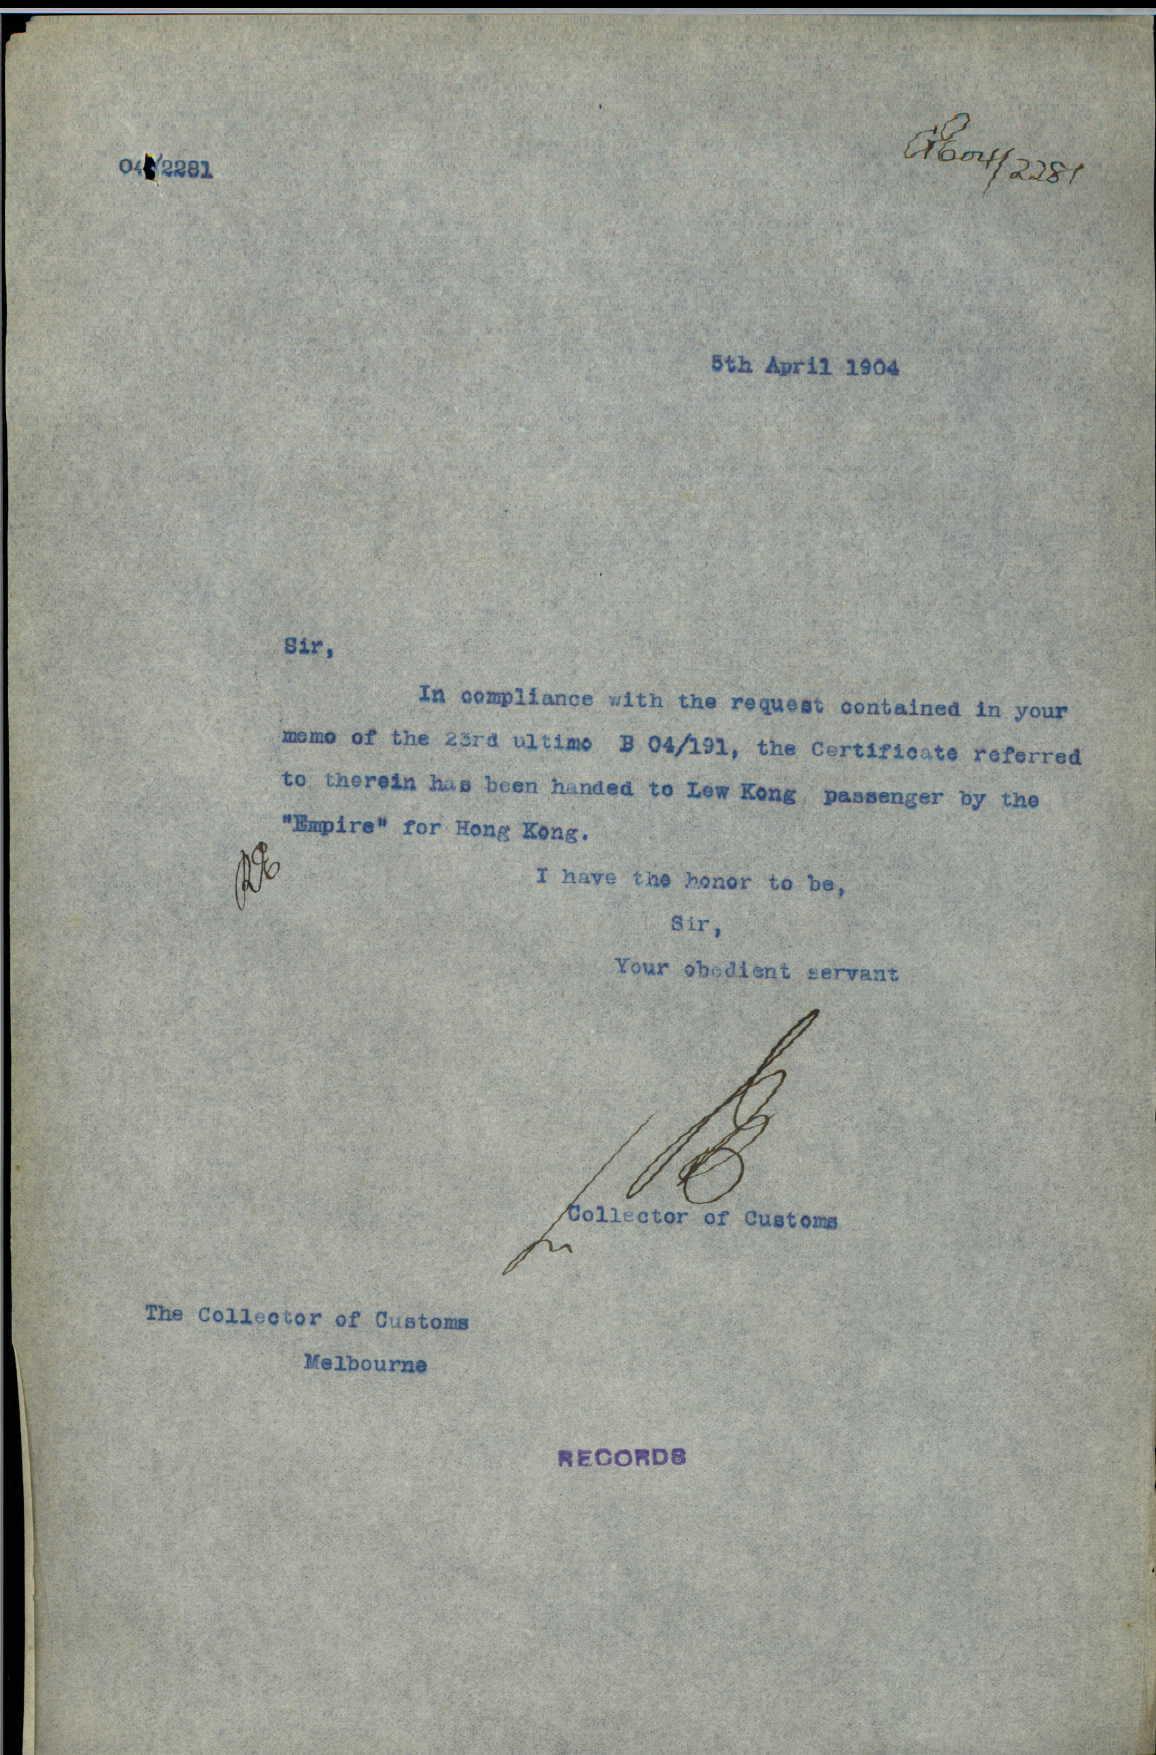 04/2281
04/2281
5th April 1904
Sir,
In compliance with the request contained in your
memo of the 23rd ultimo B 04/191, the Certificate referred
to therein has been handed to Lew Kong passenger by the
"Empire" for Hong Kong.
I have the honor to be,
Sir,
Your obedient servant
Collector of Customs
for
The Collector of Customs
Melbourne
RECORDS